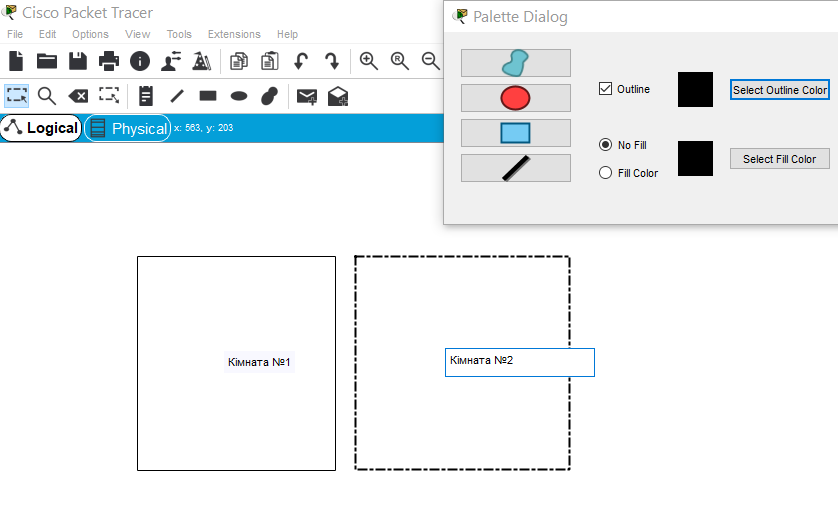 Cisco Packet Tracer
File Edit Options View Tools Extensions Help
R
Logical Physical x: 563, y: 203
Palette Dialog
Outline Select Outline Color
No Fill
Fill Color Select Fill Color
Кімната №1
Кімната №2